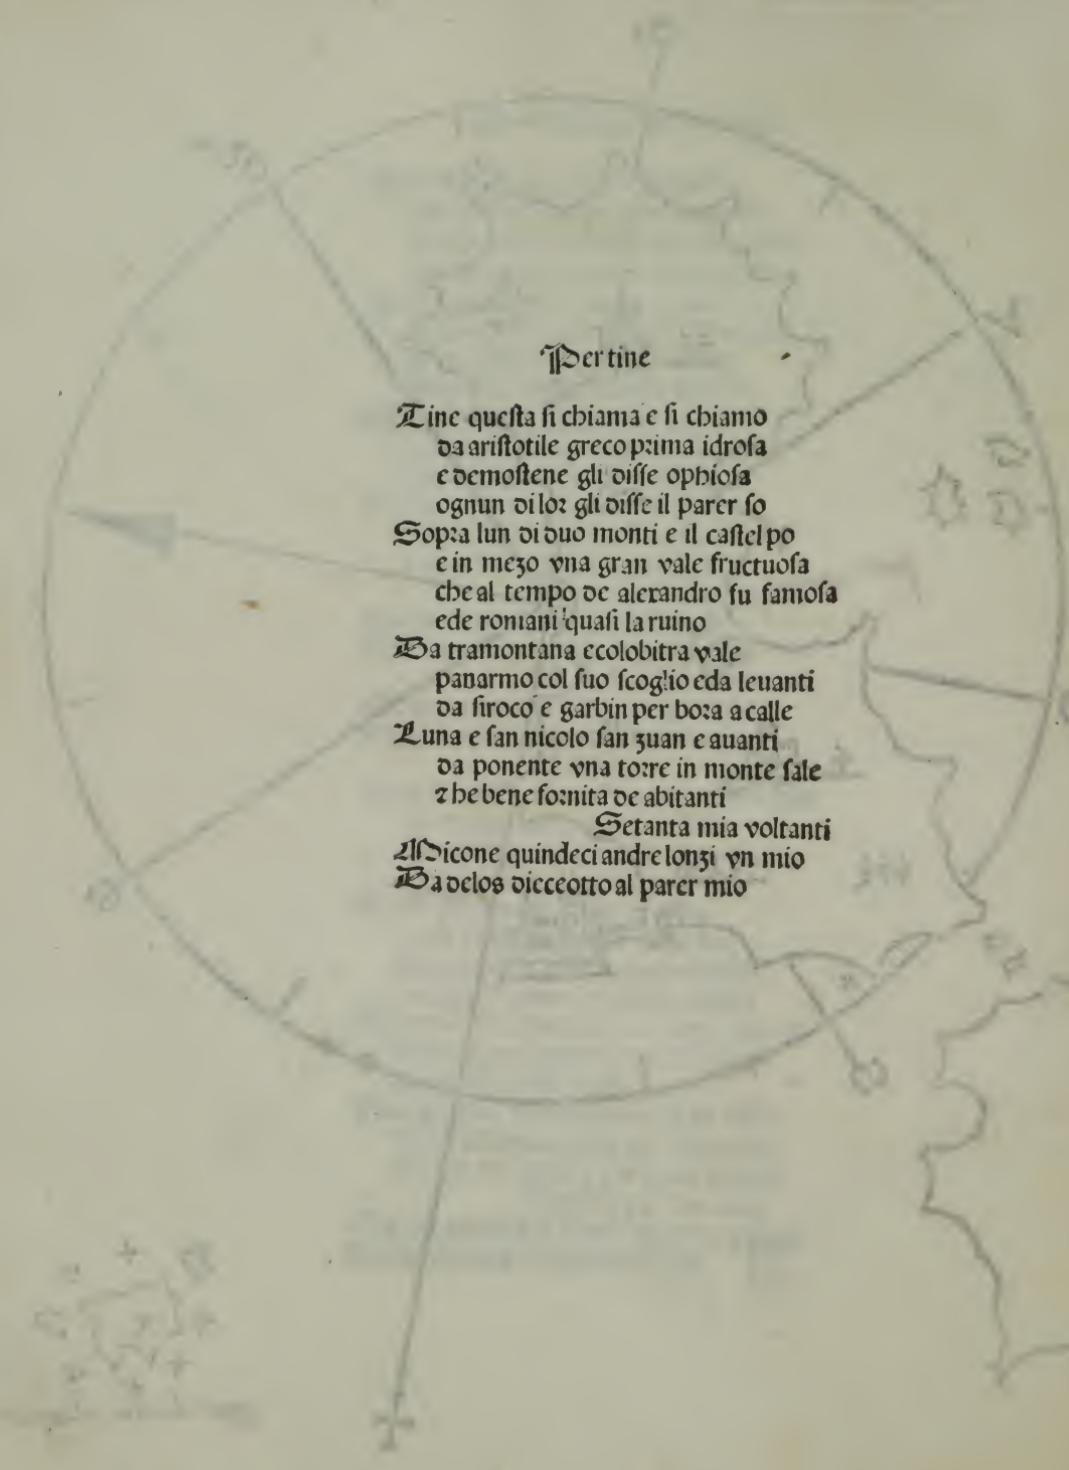 Per tine
Tine questa si chiama e si chiamo
da aristotile greco prima idrosa
e demostene gli disse ophiosa
ognun di lor gli disse il parer so
Sopra lun di duo monti e il castel po
e in mezo vna gran vale fructuosa
che al tempo de alexandro fu famosa
ede romani quasi la ruino
Da tramontana ecolobitra vale
panarmo col suo scoglio eda leuanti
da siroco e garbin per bora a calle
Luna e san nicolo san zuan e auanti
da ponente vna torre in monte sale
che bene fornita de abitanti
Setanta mia voltanti
Micone quindeci andre lonzi vn mio
Da delos dicceotto al parer mio